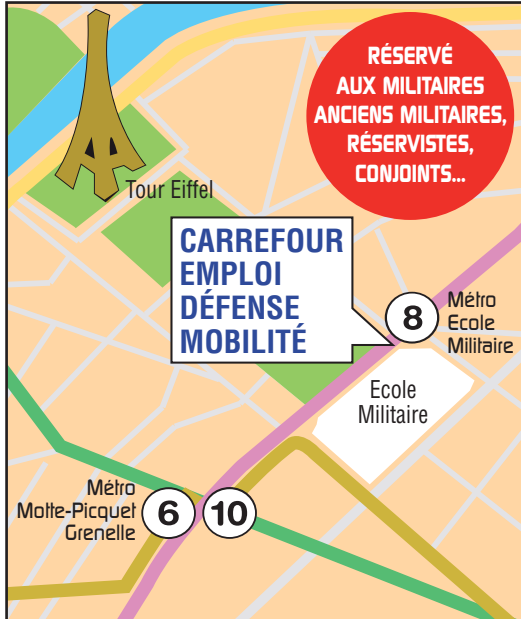 RÉSERVÉ
AUX MILITAIRES
ANCIENS MILITAIRES,
RÉSERVISTES,
CONJOINTS...
Tour Eiffel
CARREFOUR
EMPLOI
DÉFENSE
MOBILITÉ
8
Métro
Ecole
Militaire
Ecole
Militaire
Métro
Motte-Picquet
Grenelle
6
10